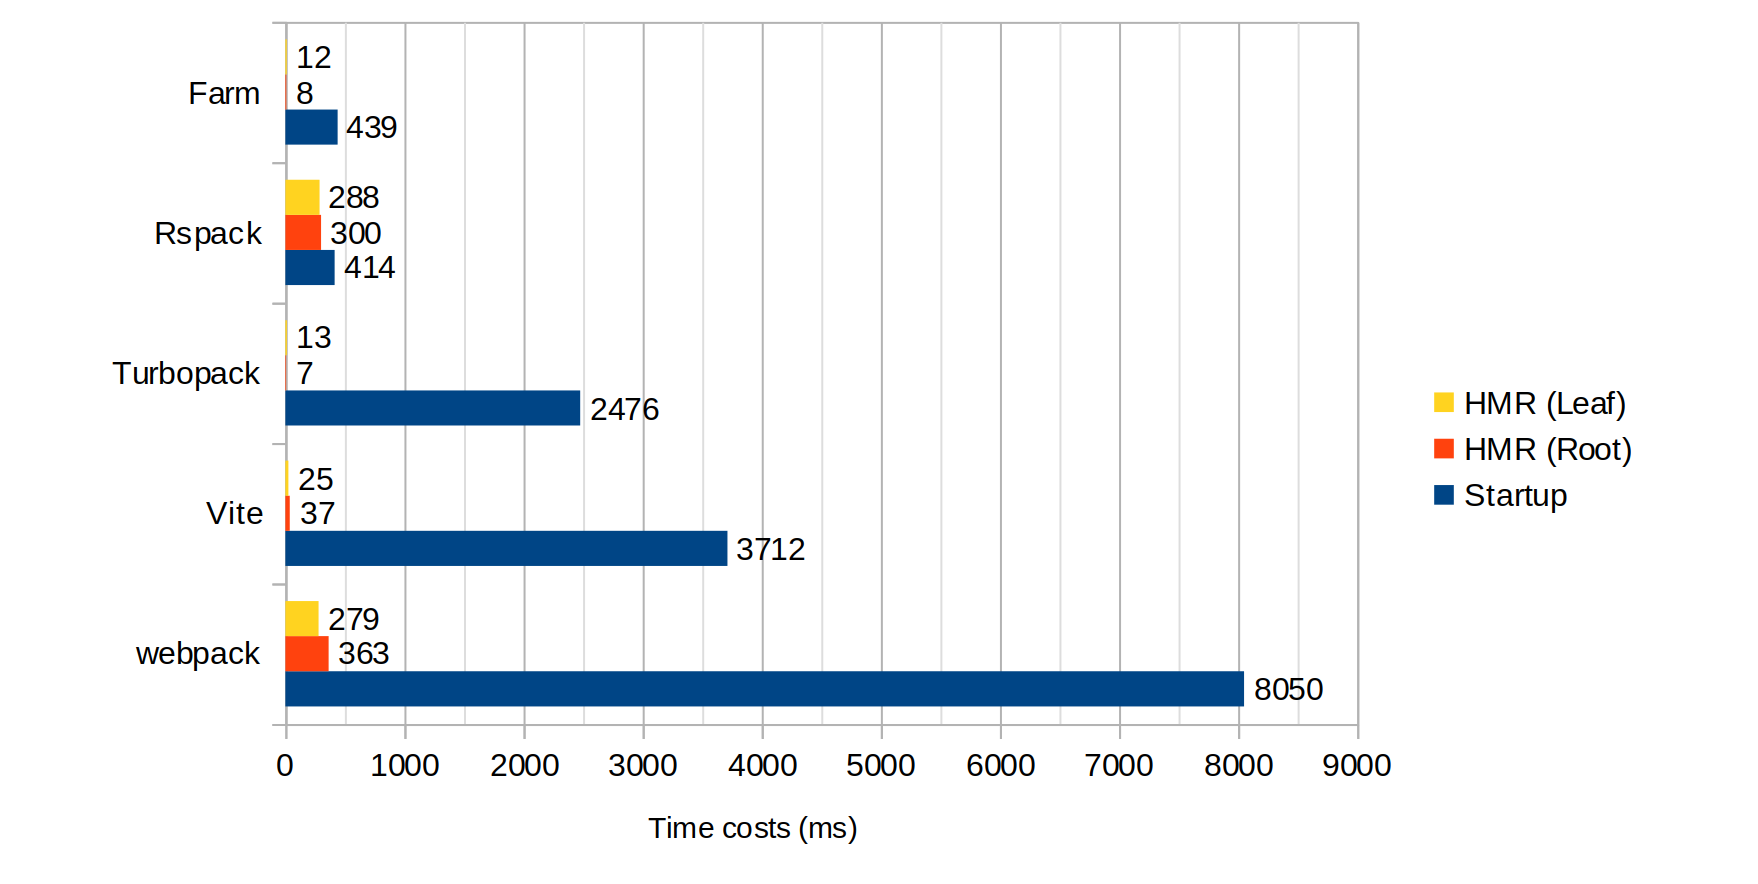 12
Farm 8
439
288
Rspack 300
414
13
Turbopack 7
2476
25
Vite 37
3712
279
webpack 363
8050
0 1000 2000 3000 4000 5000 6000 7000 8000 9000
Time costs (ms)
HMR (Leaf)
HMR (Root)
Startup